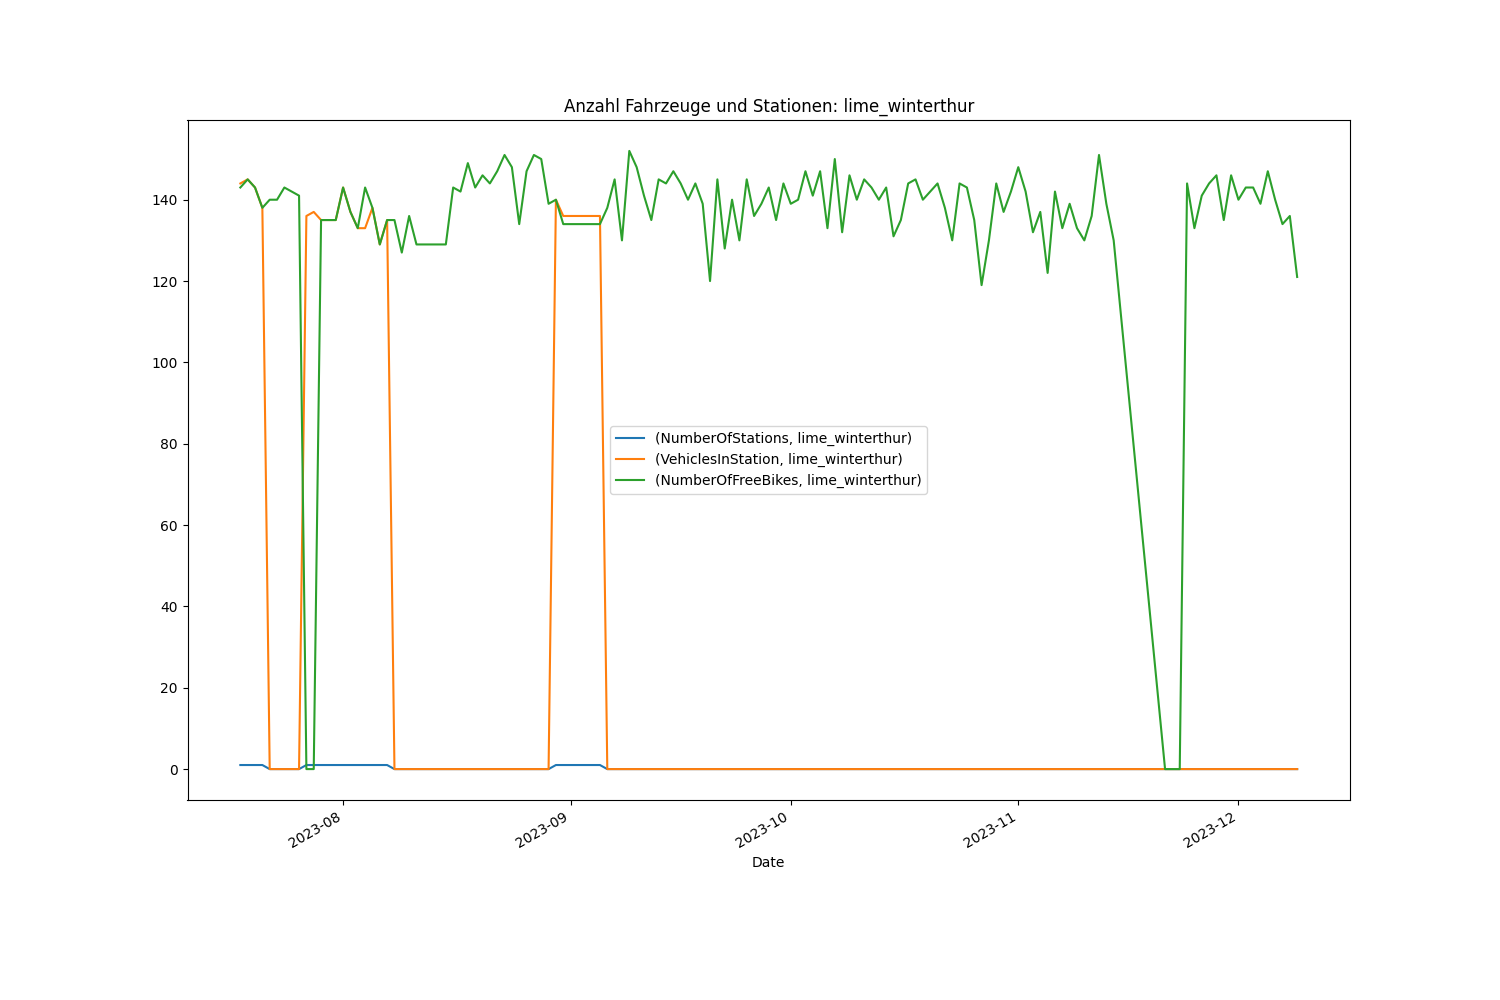 Anzahl Fahrzeuge und Stationen: lime_winterthur
140
120
100
80
60
40
20
0
(NumberOfStations, lime_winterthur)
(VehiclesInStation, lime_winterthur)
(NumberOfFreeBikes, lime_winterthur)
2023-08
2023-09
2023-10
2023-11
2023-12
Date